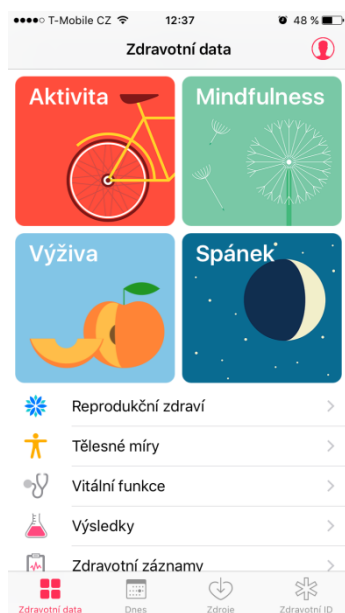 T-Mobile CZ 12:37 48 %
Zdravotní data
Aktivita
Mindfulness
Výživa
Spánek
Reprodukční zdraví
Tělesné míry
Vitální funkce
Výsledky
Zdravotní záznamy
Zdravotní data Dnes Zdroje Zdravotní ID